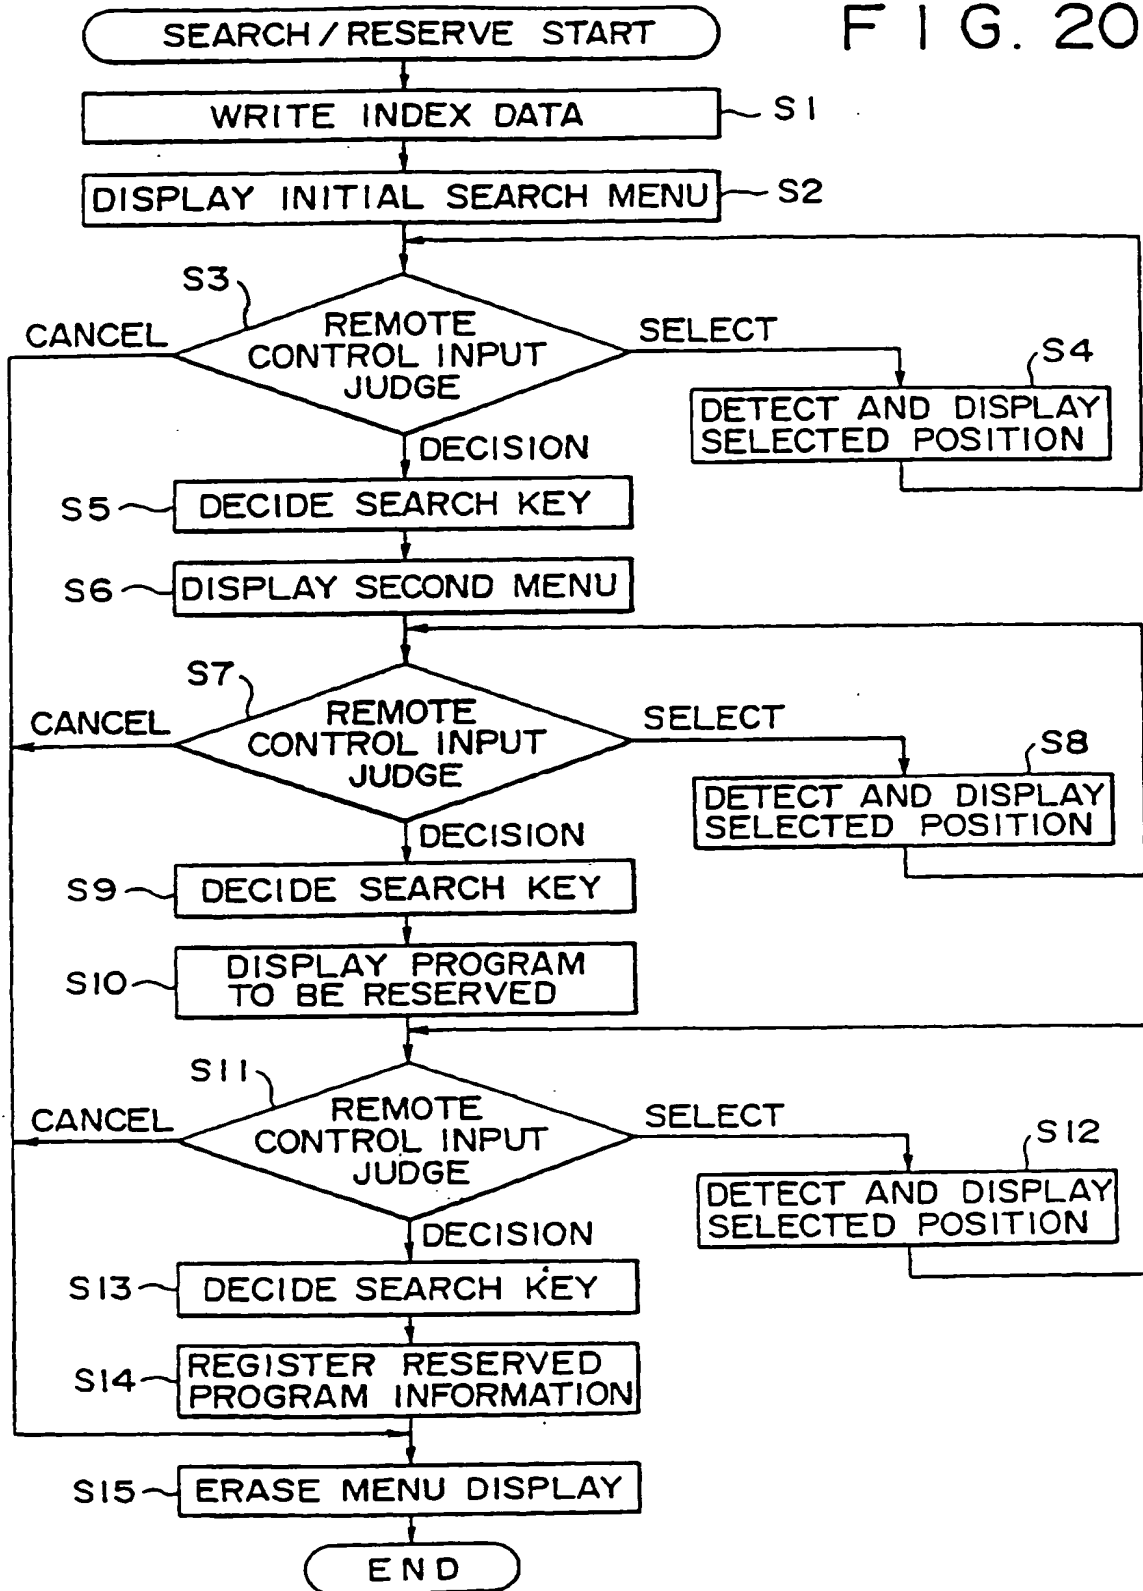 FIG. 20
SEARCH/RESERVE START
WRITE INDEX DATA
S1
DISPLAY INITIAL SEARCH MENU
S2
S3
CANCEL
REMOTE
CONTROL INPUT
JUDGE
SELECT
S4
DETECT AND DISPLAY
SELECTED POSITION
DECISION
S5
DECIDE SEARCH KEY
S6
DISPLAY SECOND MENU
S7
CANCEL
REMOTE
CONTROL INPUT
JUDGE
SELECT
S8
DETECT AND DISPLAY
SELECTED POSITION
DECISION
S9
DECIDE SEARCH KEY
S10
DISPLAY PROGRAM
TO BE RESERVED
S11
CANCEL
REMOTE
CONTROL INPUT
JUDGE
SELECT
S12
DETECT AND DISPLAY
SELECTED POSITION
DECISION
S13
DECIDE SEARCH KEY
S14
REGISTER RESERVED
PROGRAM INFORMATION
S15
ERASE MENU DISPLAY
END